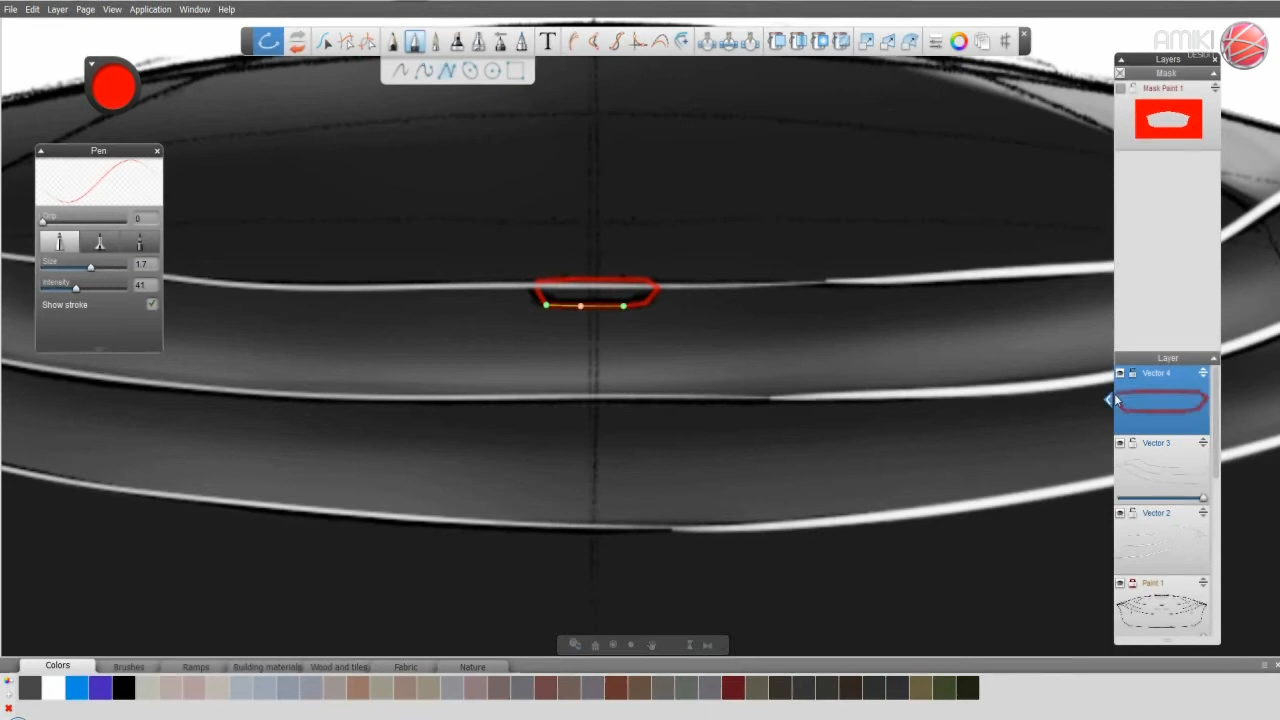 File Edit Layer Page View Application Window Help
T
AMIKI
DESIGN
Layers
Mask
Mask Paint 1
Pen
0
Size 1.7
Intensity 41
Show stroke
Layer
Vector 4
Vector 3
Vector 2
Paint 1
Colors Brushes Ramps Building materials Wood and tiles Fabric Nature